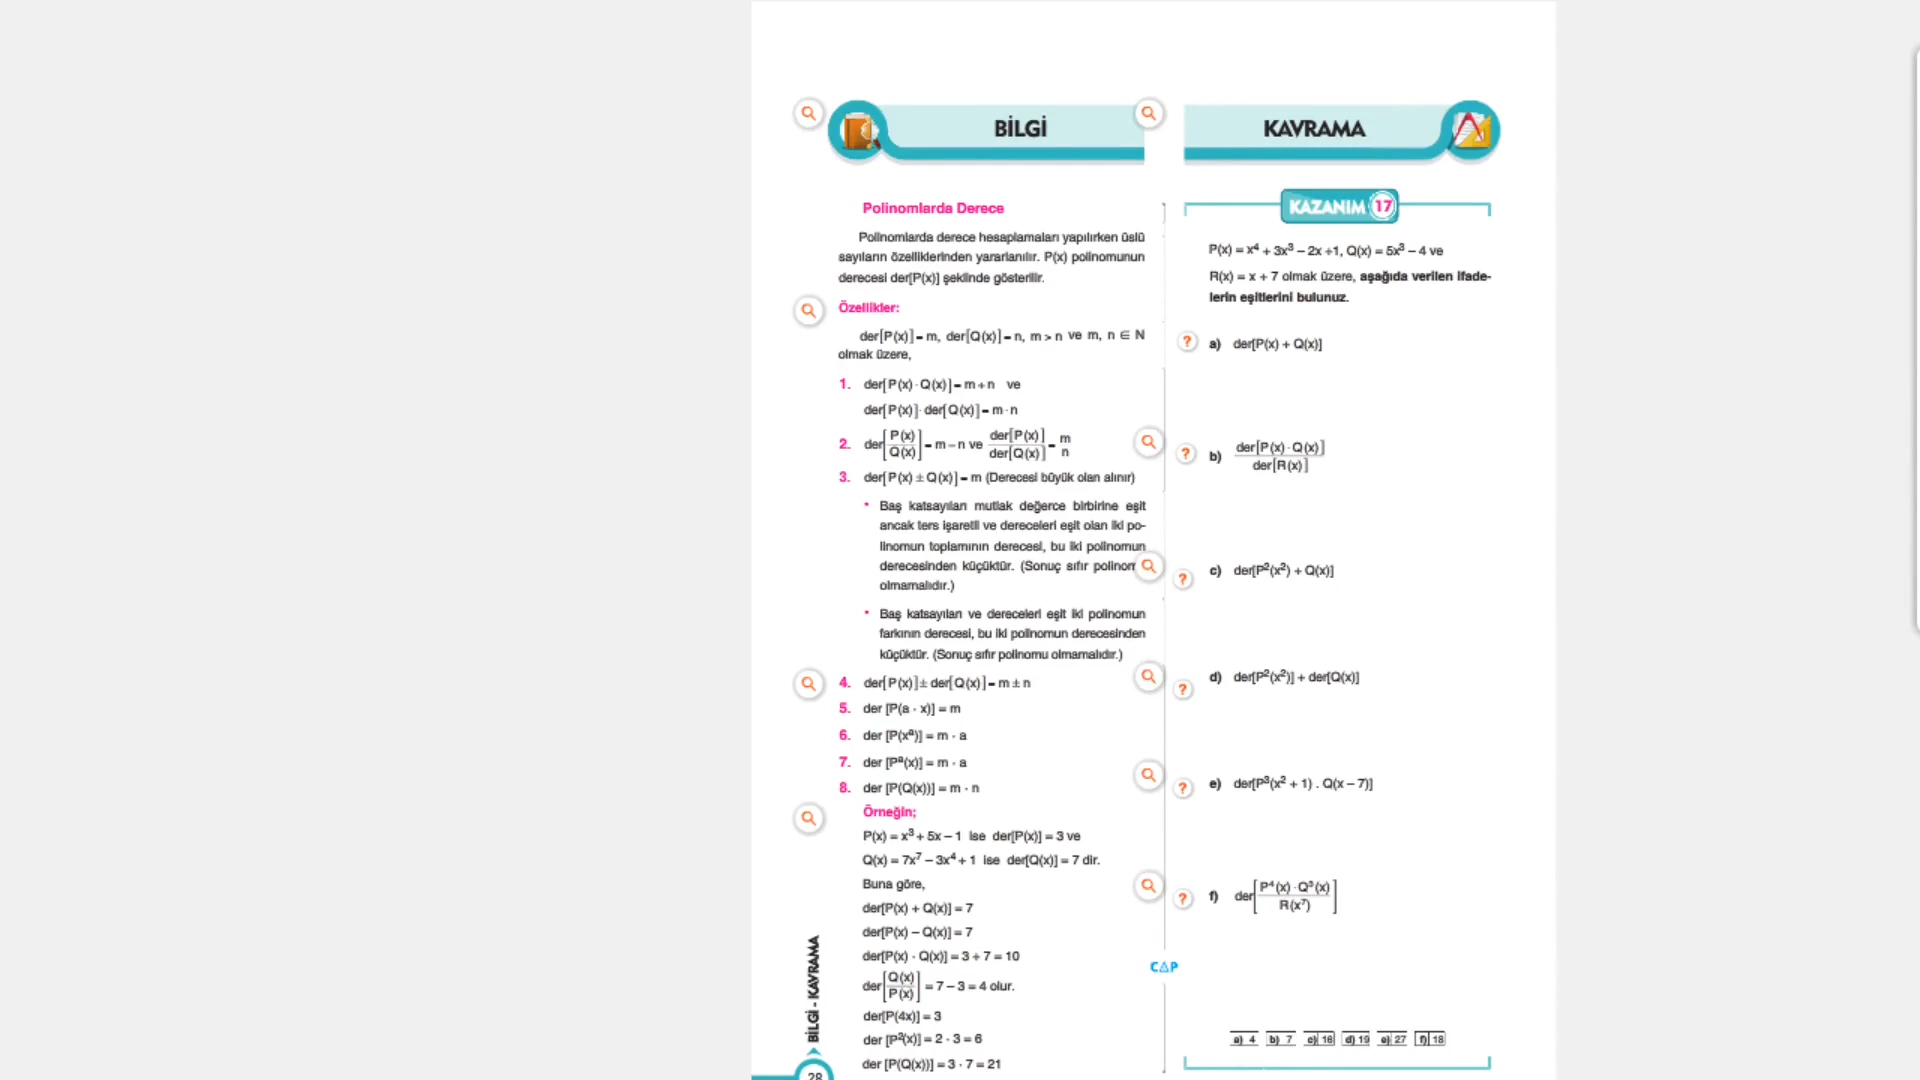 BİLGİ
Polinomlarda Derece
Polinomlarda derece hesaplamaları yapılırken üslü
sayıların özelliklerinden yararlanılır. P(x) polinomunun
derecesi der[P(x)] şeklinde gösterilir.
Özellikler:
der[P(x)] = m, der[Q(x)] = n, m > n ve m, n ∈ N
olmak üzere,
1. der[P(x) · Q(x)] = m + n ve
der[P(x)] · der[Q(x)] = m · n
2. der[P(x)/Q(x)] = m – n ve der[P(x)]/der[Q(x)] = m/n
3. der[P(x) ± Q(x)] = m (Derecesi büyük olan alınır)
• Baş katsayıları mutlak değerce birbirine eşit
ancak ters işaretli ve dereceleri eşit olan iki po-
linomun toplamının derecesi, bu iki polinomun
derecesinden küçüktür. (Sonuç sıfır polinom
olmamalıdır.)
• Baş katsayıları ve dereceleri eşit iki polinomun
farkının derecesi, bu iki polinomun derecesinden
küçüktür. (Sonuç sıfır polinomu olmamalıdır.)
4. der[P(x)] ± der[Q(x)] = m ± n
5. der [P(a · x)] = m
6. der [P(xᵃ)] = m · a
7. der [Pᵃ(x)] = m · a
8. der [P(Q(x))] = m · n
Örneğin;
P(x) = x³ + 5x – 1 ise der[P(x)] = 3 ve
Q(x) = 7x⁷ – 3x⁴ + 1 ise der[Q(x)] = 7 dir.
Buna göre,
der[P(x) + Q(x)] = 7
der[P(x) – Q(x)] = 7
der[P(x) · Q(x)] = 3 + 7 = 10
der[Q(x)/P(x)] = 7 – 3 = 4 olur.
der[P(4x)] = 3
der [P²(x)] = 2 · 3 = 6
der [P(Q(x))] = 3 · 7 = 21
BİLGİ - KAVRAMA
28
KAVRAMA
KAZANIM 17
P(x) = x⁴ + 3x³ – 2x +1, Q(x) = 5x³ – 4 ve
R(x) = x + 7 olmak üzere, aşağıda verilen ifade-
lerin eşitlerini bulunuz.
? a) der[P(x) + Q(x)]
? b) der[P(x) · Q(x)]/der[R(x)]
? c) der[P²(x²) + Q(x)]
? d) der[P²(x²)] + der[Q(x)]
? e) der[P³(x² + 1) . Q(x – 7)]
? f) der[P⁴(x) · Q³(x)/R(x⁷)]
CAP
a) 4 b) 7 c) 16 d) 19 e) 27 f) 18